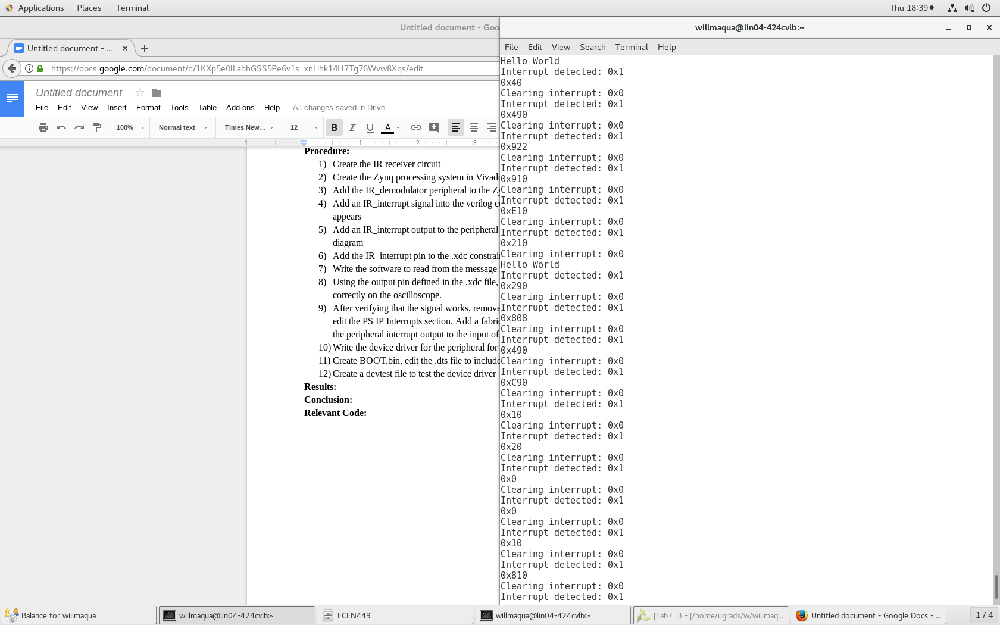 Applications Places Terminal
Thu 18:39
Untitled document - Goo
willmaqua@lin04-424cvlb:~
Untitled document - ...
https://docs.google.com/document/d/1KXp5e0lLabhGSS5Pe6v1s_xnLihk14H7Tg76Wvw8Xqs/edit
Untitled document
File Edit View Insert Format Tools Table Add-ons Help All changes saved in Drive
100% Normal text Times New... 12 B I U A
1 1 2 3
Procedure:
1) Create the IR receiver circuit
2) Create the Zynq processing system in Vivado
3) Add the IR_demodulator peripheral to the Zy
4) Add an IR_interrupt signal into the verilog co
appears
5) Add an IR_interrupt output to the peripheral
diagram
6) Add the IR_interrupt pin to the .xdc constrain
7) Write the software to read from the message
8) Using the output pin defined in the .xdc file,
correctly on the oscilloscope.
9) After verifying that the signal works, remove
edit the PS IP Interrupts section. Add a fabric
the peripheral interrupt output to the input of
10) Write the device driver for the peripheral for
11) Create BOOT.bin, edit the .dts file to include
12) Create a devtest file to test the device driver
Results:
Conclusion:
Relevant Code:
File Edit View Search Terminal Help
Hello World
Interrupt detected: 0x1
0x40
Clearing interrupt: 0x0
Interrupt detected: 0x1
0x490
Clearing interrupt: 0x0
Interrupt detected: 0x1
0x922
Clearing interrupt: 0x0
Interrupt detected: 0x1
0x910
Clearing interrupt: 0x0
Interrupt detected: 0x1
0xE10
Clearing interrupt: 0x0
Interrupt detected: 0x1
0x210
Clearing interrupt: 0x0
Hello World
Interrupt detected: 0x1
0x290
Clearing interrupt: 0x0
Interrupt detected: 0x1
0x808
Clearing interrupt: 0x0
Interrupt detected: 0x1
0x490
Clearing interrupt: 0x0
Interrupt detected: 0x1
0xC90
Clearing interrupt: 0x0
Interrupt detected: 0x1
0x10
Clearing interrupt: 0x0
Interrupt detected: 0x1
0x20
Clearing interrupt: 0x0
Interrupt detected: 0x1
0x0
Clearing interrupt: 0x0
Interrupt detected: 0x1
0x0
Clearing interrupt: 0x0
Interrupt detected: 0x1
0x10
Clearing interrupt: 0x0
Interrupt detected: 0x1
0x810
Clearing interrupt: 0x0
Interrupt detected: 0x1
Balance for willmaqua
willmaqua@lin04-424cvlb:~
ECEN449
willmaqua@lin04-424cvlb:~
[Lab7_3 - [/home/ugrads/w/willmaq...
Untitled document - Google Docs - ...
1 / 4